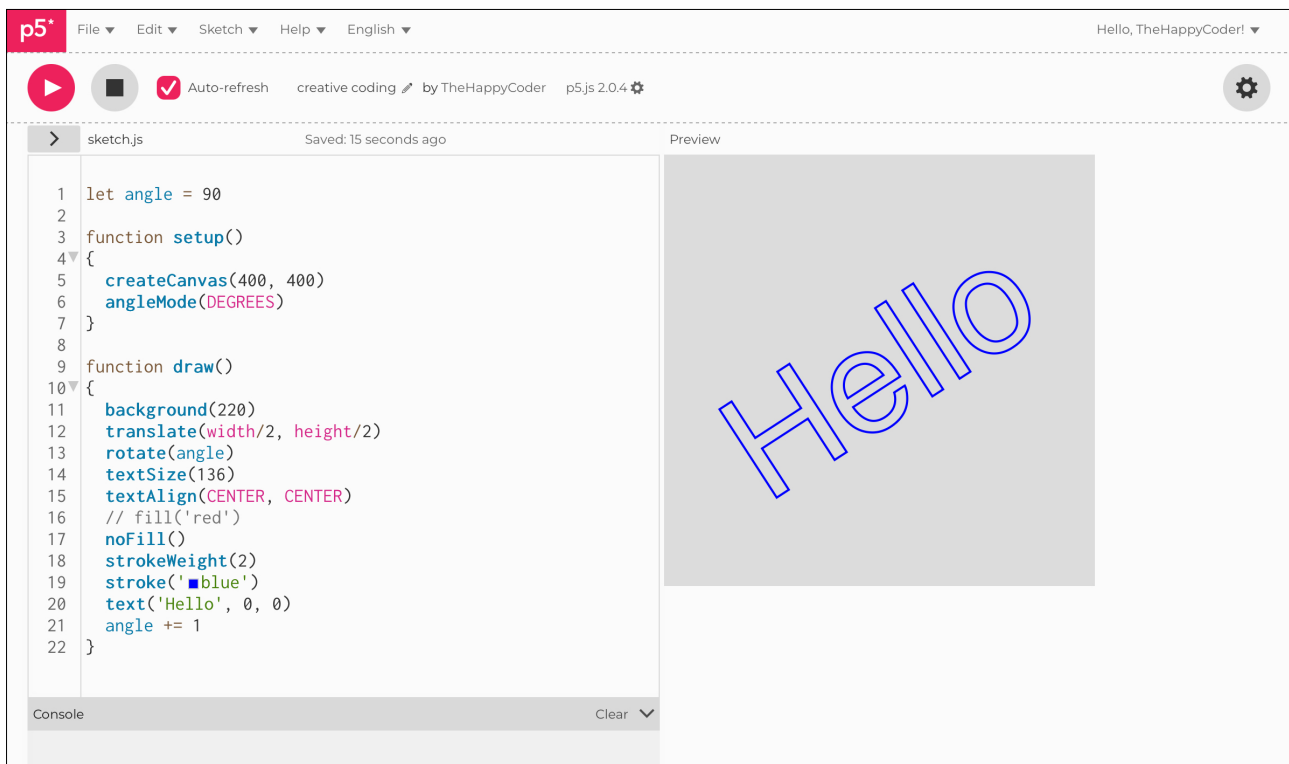 p5* File Edit Sketch Help English Hello, TheHappyCoder!
Auto-refresh creative coding by TheHappyCoder p5.js 2.0.4
sketch.js Saved: 15 seconds ago Preview
1 let angle = 90
2
3 function setup()
4 {
5 createCanvas(400, 400)
6 angleMode(DEGREES)
7 }
8
9 function draw()
10 {
11 background(220)
12 translate(width/2, height/2)
13 rotate(angle)
14 textSize(136)
15 textAlign(CENTER, CENTER)
16 // fill('red')
17 noFill()
18 strokeWeight(2)
19 stroke('blue')
20 text('Hello', 0, 0)
21 angle += 1
22 }
Hello
Console Clear